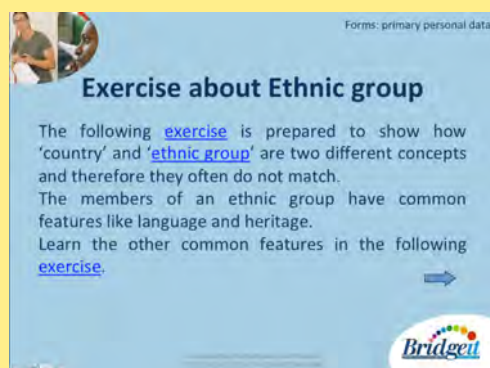 Forms: primary personal data
Exercise about Ethnic group
The following exercise is prepared to show how
‘country’ and ‘ethnic group’ are two different concepts
and therefore they often do not match.
The members of an ethnic group have common
features like language and heritage.
Learn the other common features in the following
exercise.
Bridgeit